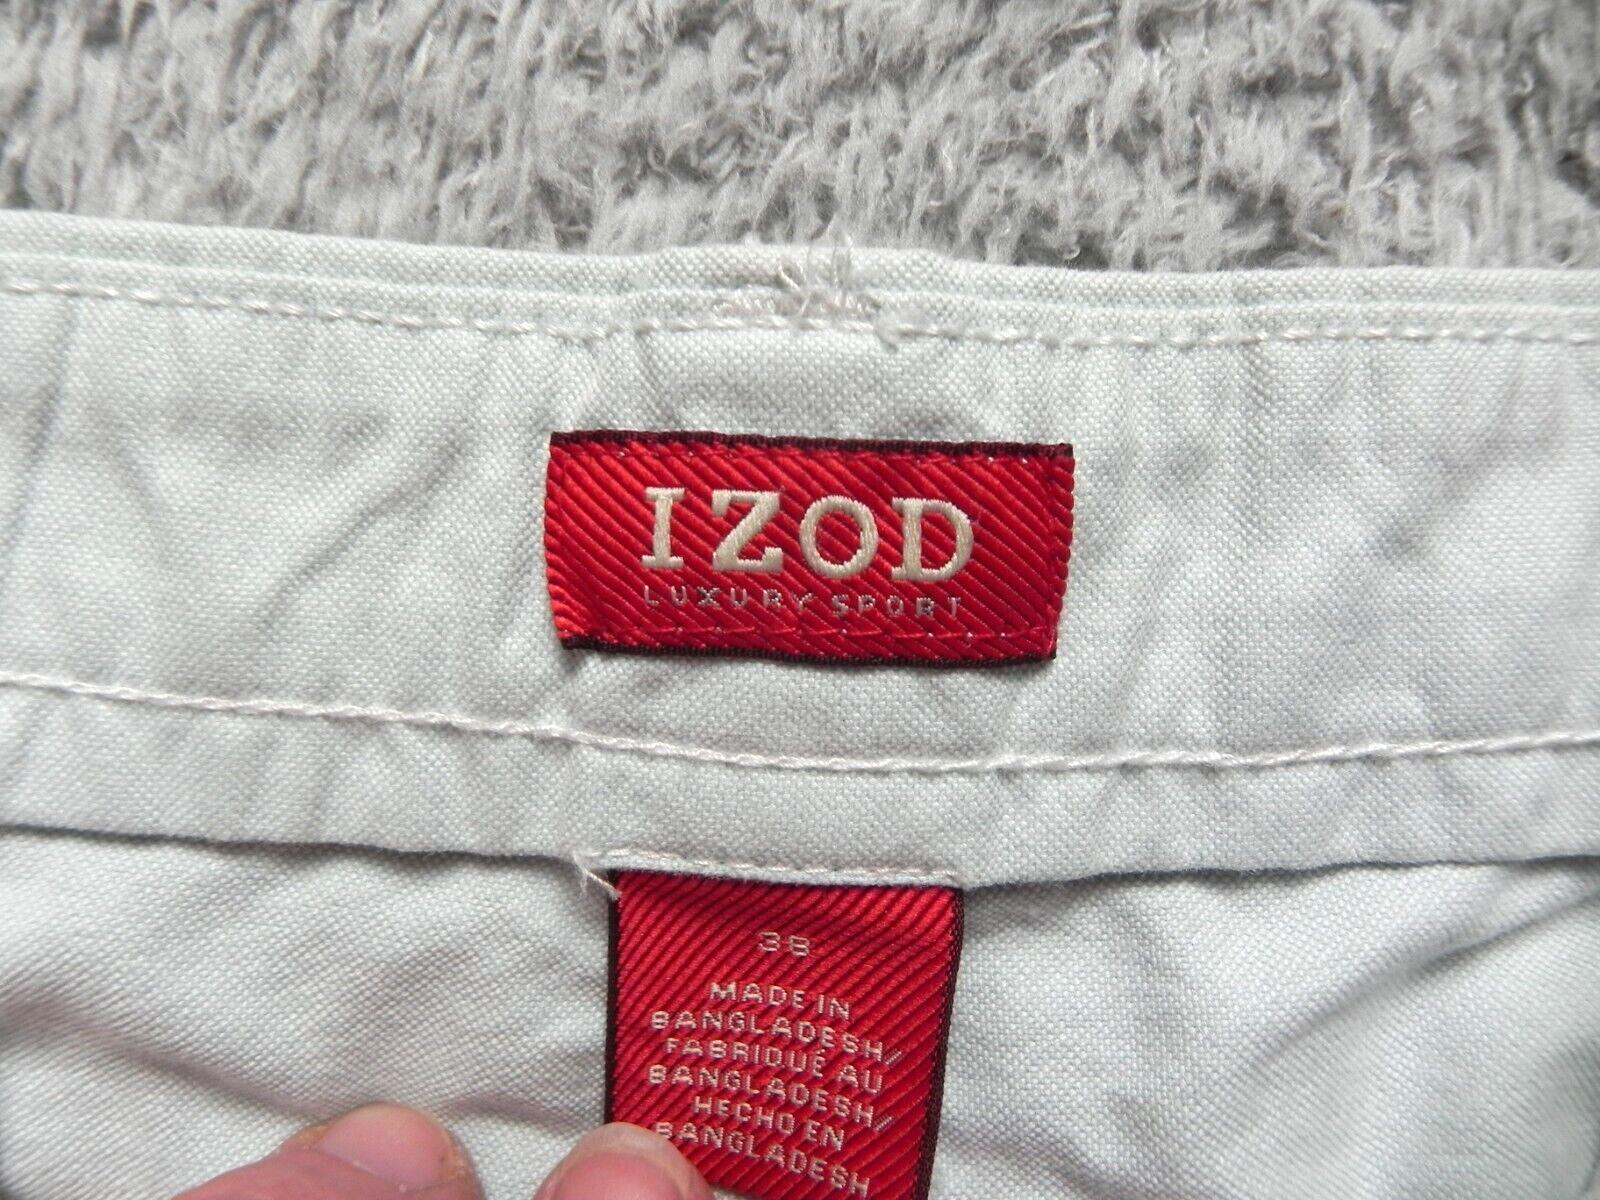 IZOD
LUXURY SPORT
38
MADE IN
BANGLADESH/
FABRIQUÉ AU
BANGLADESH/
HECHO EN
BANGLADESH